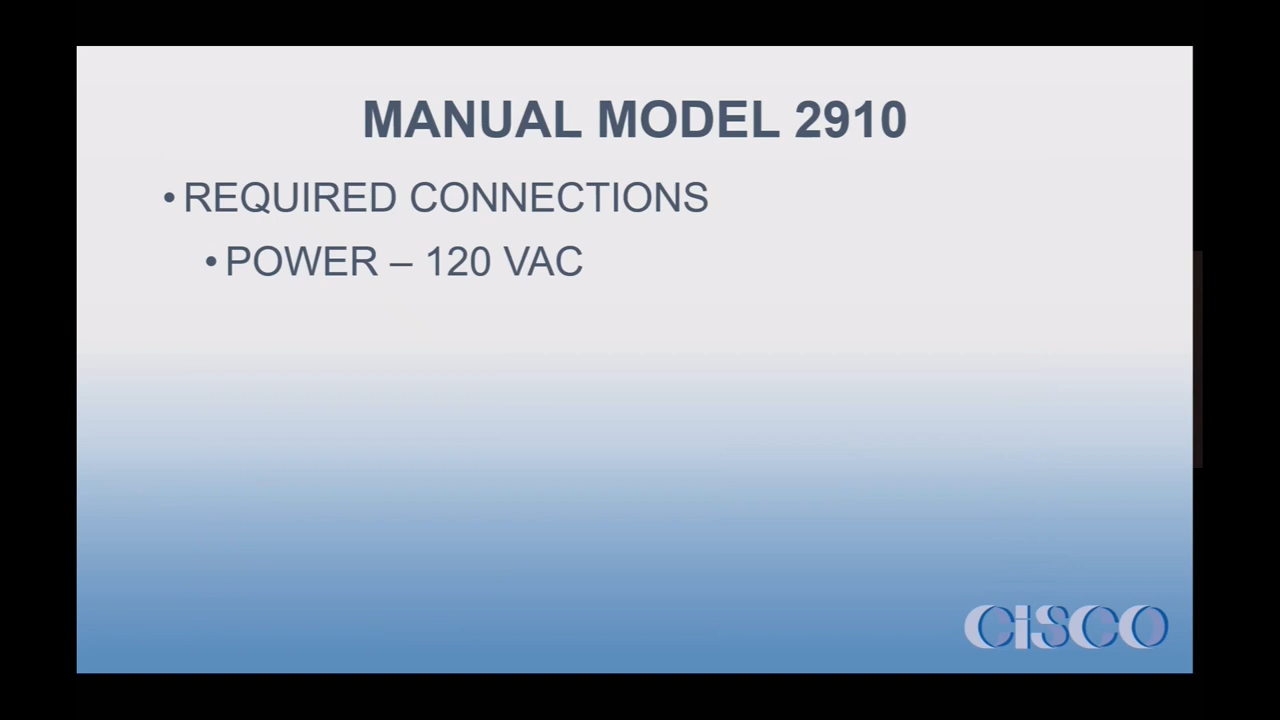 MANUAL MODEL 2910
•REQUIRED CONNECTIONS
•POWER – 120 VAC
CiSCO